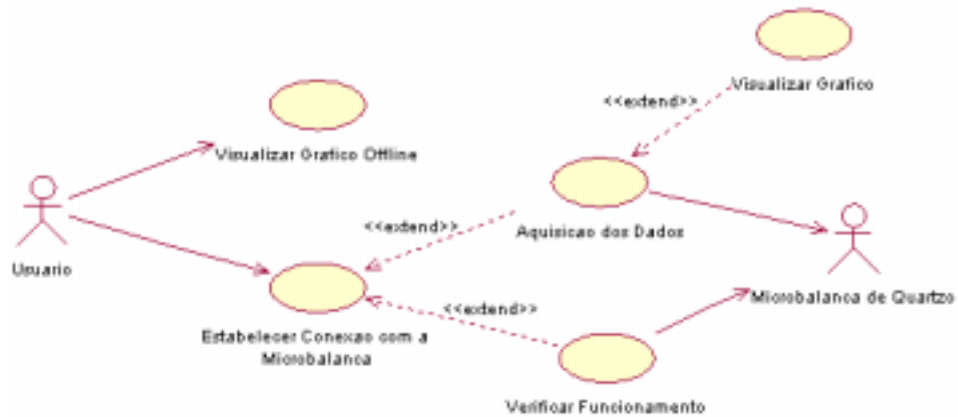 Visualizar Grafico
<<extend>>
Visualizar Grafico Offline
<<extend>>
Aquisicao dos Dados
Usuario
Microbalanca de Quartzo
<<extend>>
Estabelecer Conexao com a
Microbalanca
Verificar Funcionamento